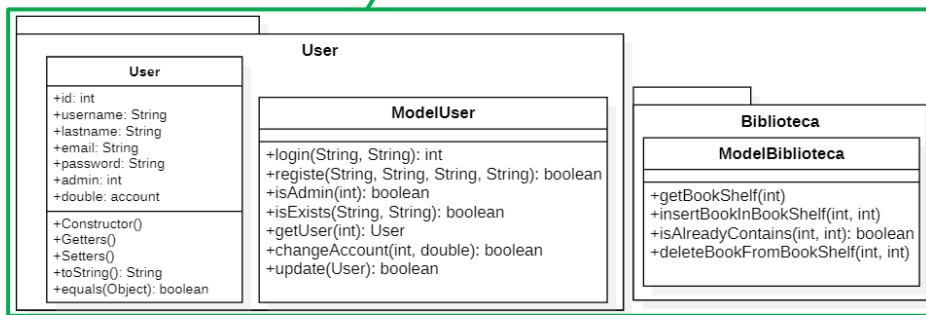 User
User
+id: int
+username: String
+lastname: String
+email: String
+password: String
+admin: int
+double: account
+Constructor()
+Getters()
+Setters()
+toString(): String
+equals(Object): boolean
ModelUser
+login(String, String): int
+registe(String, String, String, String): boolean
+isAdmin(int): boolean
+isExists(String, String): boolean
+getUser(int): User
+changeAccount(int, double): boolean
+update(User): boolean
Biblioteca
ModelBiblioteca
+getBookShelf(int)
+insertBookInBookShelf(int, int)
+isAlreadyContains(int, int): boolean
+deleteBookFromBookShelf(int, int)